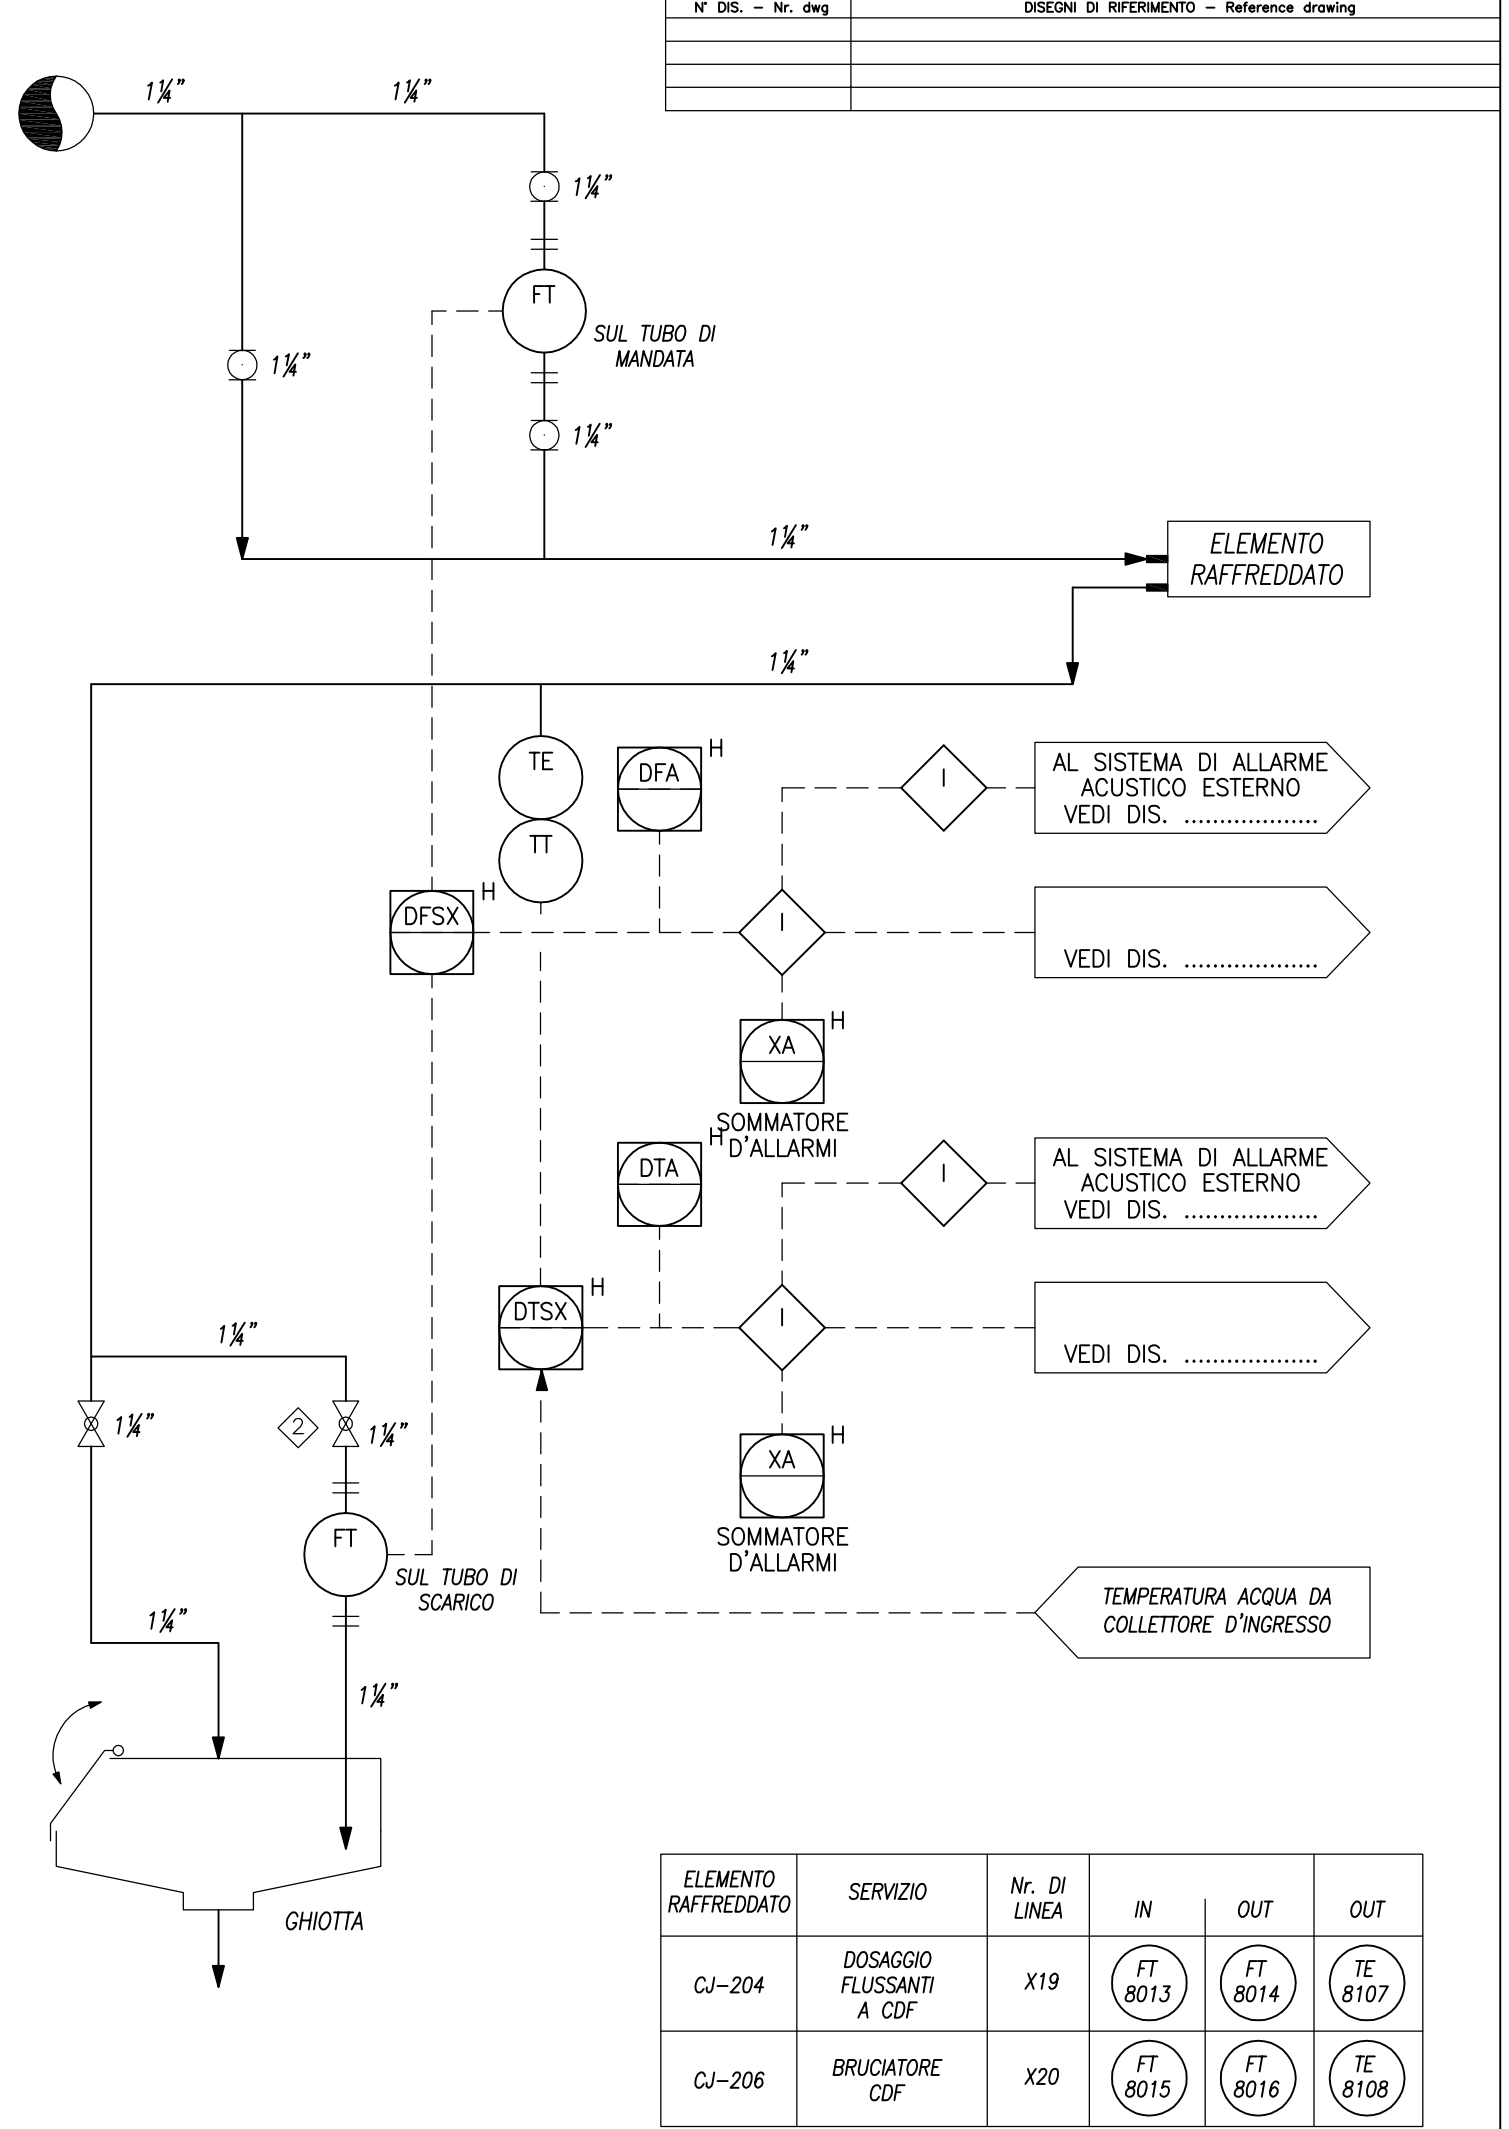 N° DIS. – Nr. dwg
DISEGNI DI RIFERIMENTO – Reference drawing
1¼"
1¼"
1¼"
FT
SUL TUBO DI
MANDATA
1¼"
1¼"
1¼"
ELEMENTO
RAFFREDDATO
1¼"
TE
TT
DFA
H
I
AL SISTEMA DI ALLARME
ACUSTICO ESTERNO
VEDI DIS. ...................
DFSX
H
I
VEDI DIS. ...................
XA
H
SOMMATORE
D'ALLARMI
DTA
H
I
AL SISTEMA DI ALLARME
ACUSTICO ESTERNO
VEDI DIS. ...................
DTSX
H
I
VEDI DIS. ...................
1¼"
1¼"
2
1¼"
XA
H
SOMMATORE
D'ALLARMI
FT
SUL TUBO DI
SCARICO
TEMPERATURA ACQUA DA
COLLETTORE D'INGRESSO
1¼"
1¼"
GHIOTTA
ELEMENTO
RAFFREDDATO
SERVIZIO
Nr. DI
LINEA
IN
OUT
OUT
CJ–204
DOSAGGIO
FLUSSANTI
A CDF
X19
FT
8013
FT
8014
TE
8107
CJ–206
BRUCIATORE
CDF
X20
FT
8015
FT
8016
TE
8108